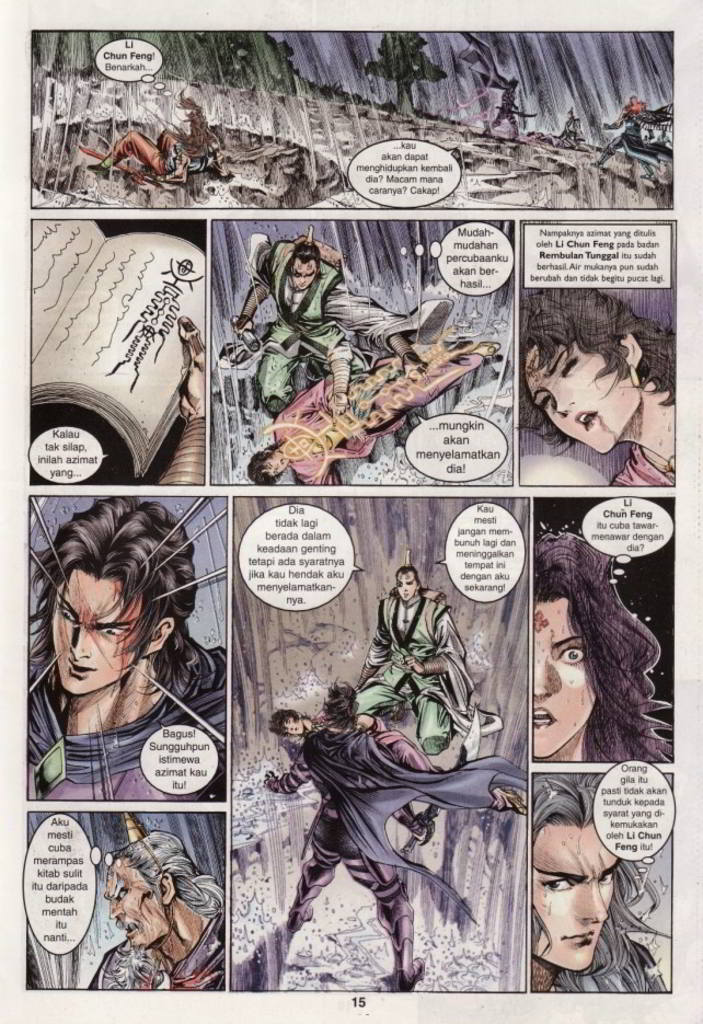 Li
Chun Feng!
Benarkah...
...kau
akan dapat
menghidupkan kembali
dia? Macam mana
caranya? Cakap!
Kalau
tak silap,
inilah azimat
yang...
Mudah-
mudahan
percubaanku
akan ber-
hasil...
...mungkin
akan
menyelamatkan
dia!
Nampaknya azimat yang ditulis
oleh Li Chun Feng pada badan
Rembulan Tunggal itu sudah
berhasil. Air mukanya pun sudah
berubah dan tidak begitu pucat lagi.
Bagus!
Sungguhpun
istimewa
azimat kau
itu!
Dia
tidak lagi
berada dalam
keadaan genting
tetapi ada syaratnya
jika kau hendak aku
menyelamatkan-
nya.
Kau
mesti
jangan mem-
bunuh lagi dan
meninggalkan
tempat ini
dengan aku
sekarang!
Li
Chun Feng
itu cuba tawar-
menawar dengan
dia?
Aku
mesti
cuba
merampas
kitab sulit
itu daripada
budak
mentah
itu
nanti...
Orang
gila itu
pasti tidak akan
tunduk kepada
syarat yang di-
kemukakan
oleh Li Chun
Feng itu!
15